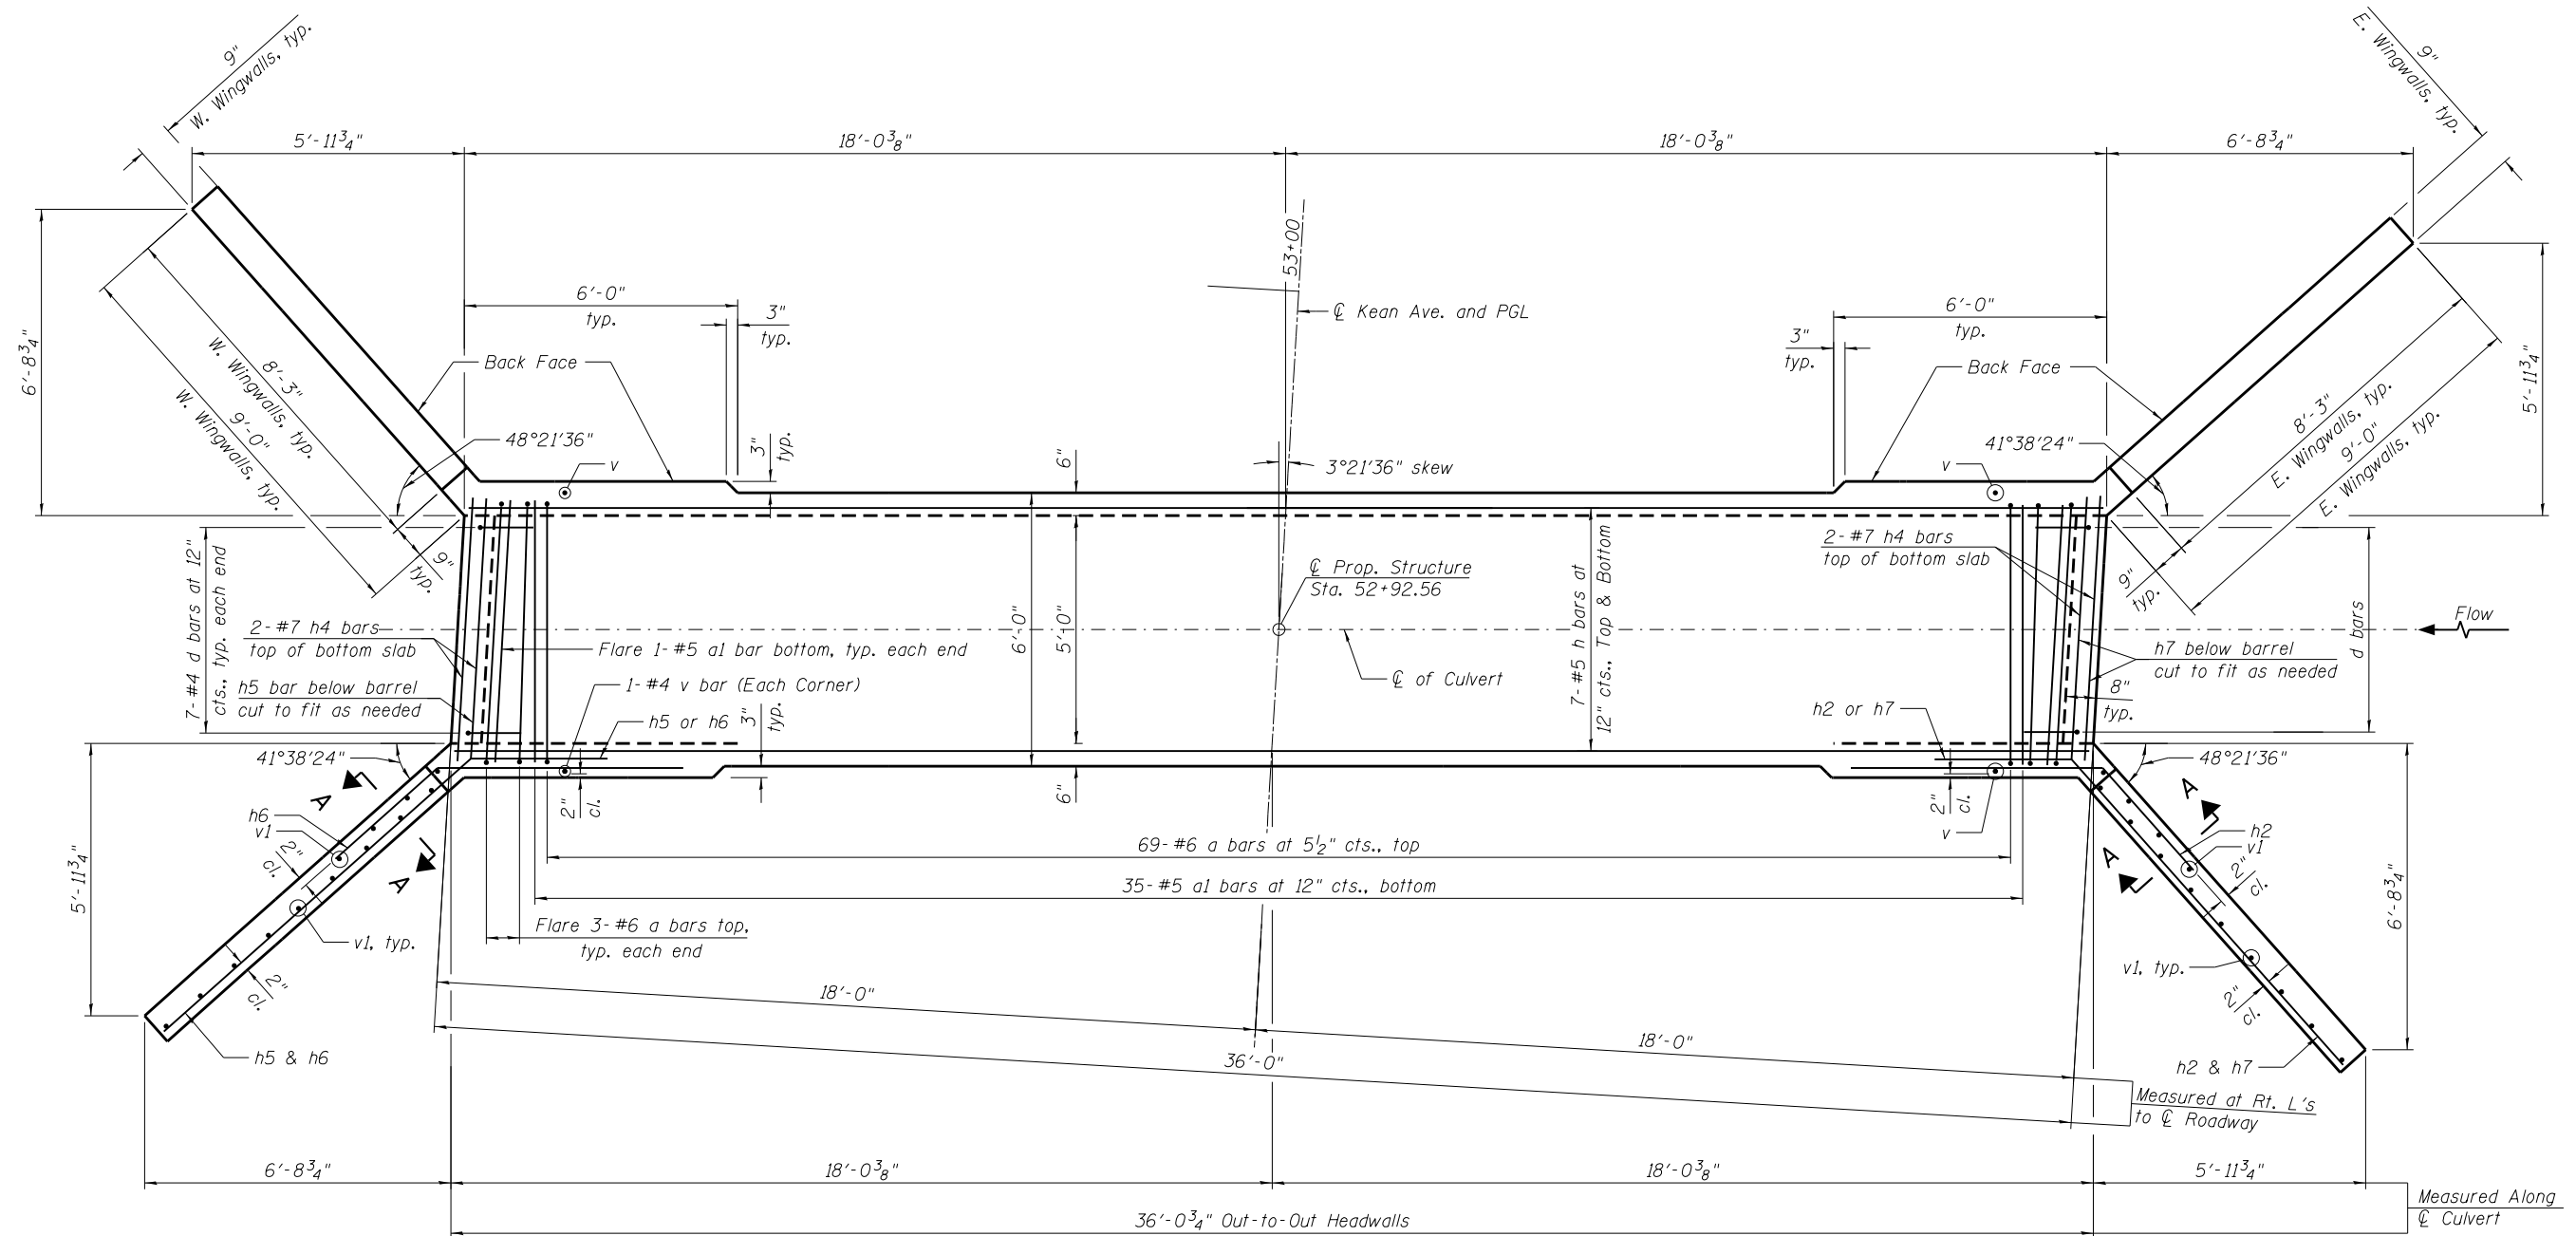 9"
W. Wingwalls, typ.
9"
E. Wingwalls, typ.
5'-11¾"
18'-0⅜"
18'-0⅜"
6'-8¾"
53+00
6'-0"
typ.
3"
typ.
℄ Kean Ave. and PGL
6'-0"
typ.
3"
typ.
6'-8¾"
8'-3"
W. Wingwalls, typ.
9'-0"
W. Wingwalls, typ.
Back Face
Back Face
5'-11¾"
8'-3"
E. Wingwalls, typ.
9'-0"
E. Wingwalls, typ.
48°21'36"
v
3"
typ.
6"
3°21'36" skew
41°38'24"
v
9"
typ.
9"
typ.
7-#4 d bars at 12"
cts., typ. each end
2-#7 h4 bars
top of bottom slab
℄ Prop. Structure
Sta. 52+92.56
7-#5 h bars at
12" cts., Top & Bottom
2-#7 h4 bars
top of bottom slab
d bars
Flow
6'-0"
5'-0"
Flare 1-#5 a1 bar bottom, typ. each end
h5 bar below barrel
cut to fit as needed
1-#4 v bar (Each Corner)
℄ of Culvert
h7 below barrel
cut to fit as needed
8"
typ.
h5 or h6
3"
typ.
h2 or h7
41°38'24"
48°21'36"
A
A
h6
v1
2"
cl.
2"
cl.
6"
2"
cl.
v
A
A
h2
v1
2"
cl.
69-#6 a bars at 5½" cts., top
35-#5 a1 bars at 12" cts., bottom
5'-11¾"
6'-8¾"
Flare 3-#6 a bars top,
typ. each end
v1, typ.
v1, typ.
2"
cl.
2"
cl.
18'-0"
18'-0"
36'-0"
h5 & h6
h2 & h7
Measured at Rt. L's
to ℄ Roadway
6'-8¾"
18'-0⅜"
18'-0⅜"
5'-11¾"
36'-0¾" Out-to-Out Headwalls
Measured Along
℄ Culvert